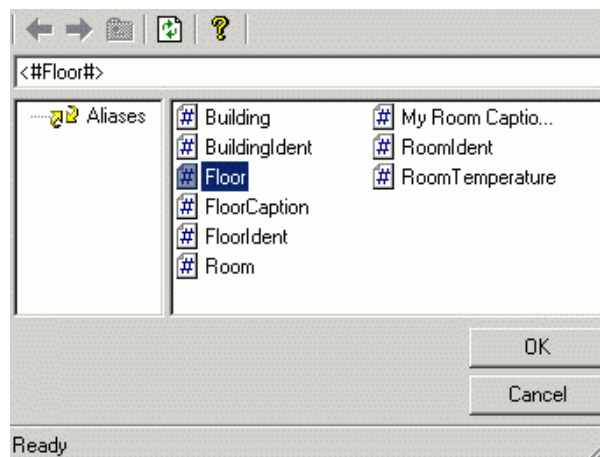 <#Floor#>
Aliases
Building
BuildingIdent
Floor
FloorCaption
FloorIdent
Room
My Room Captio...
RoomIdent
RoomTemperature
OK
Cancel
Ready